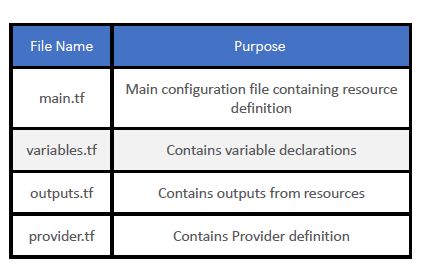 File Name
Purpose
main.tf
Main configuration file containing resource
definition
variables.tf
Contains variable declarations
outputs.tf
Contains outputs from resources
provider.tf
Contains Provider definition